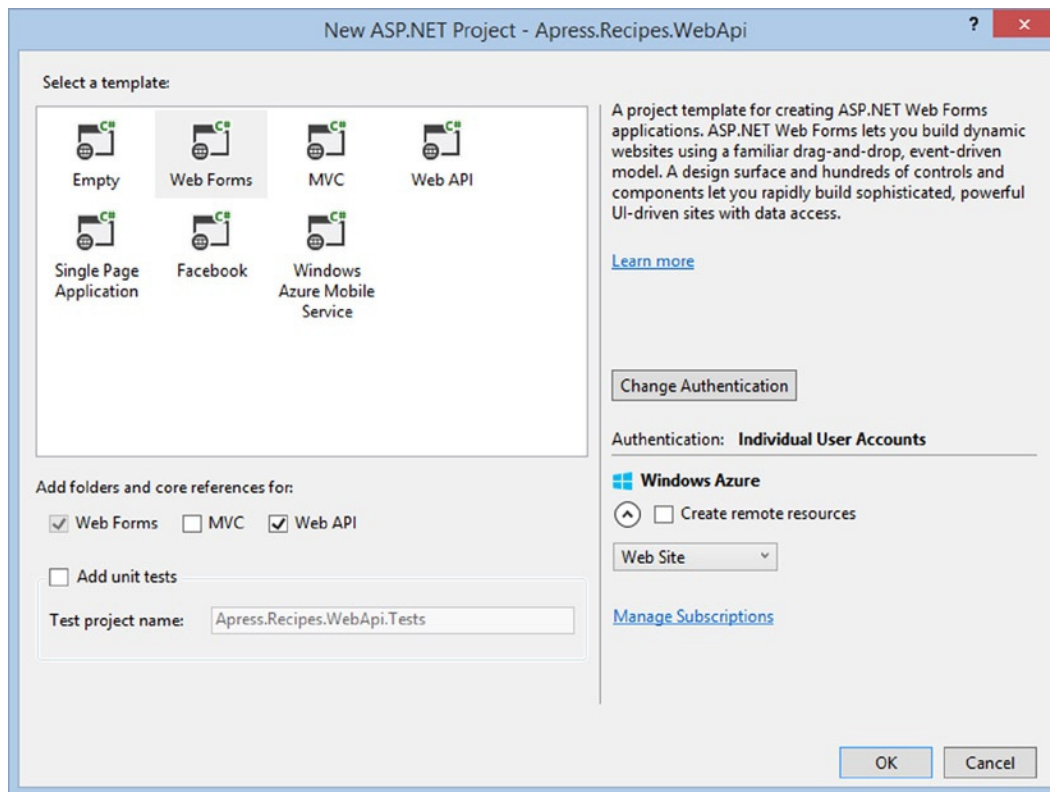 New ASP.NET Project - Apress.Recipes.WebApi
?
Select a template:
C#
C#
C#
C#
Empty
Web Forms
MVC
Web API
C#
C#
C#
Single Page
Application
Facebook
Windows
Azure Mobile
Service
Add folders and core references for:
Web Forms
MVC
Web API
Add unit tests
Test project name:
Apress.Recipes.WebApi.Tests
A project template for creating ASP.NET Web Forms
applications. ASP.NET Web Forms lets you build dynamic
websites using a familiar drag-and-drop, event-driven
model. A design surface and hundreds of controls and
components let you rapidly build sophisticated, powerful
UI-driven sites with data access.
Learn more
Change Authentication
Authentication: Individual User Accounts
Windows Azure
Create remote resources
Web Site
Manage Subscriptions
OK
Cancel